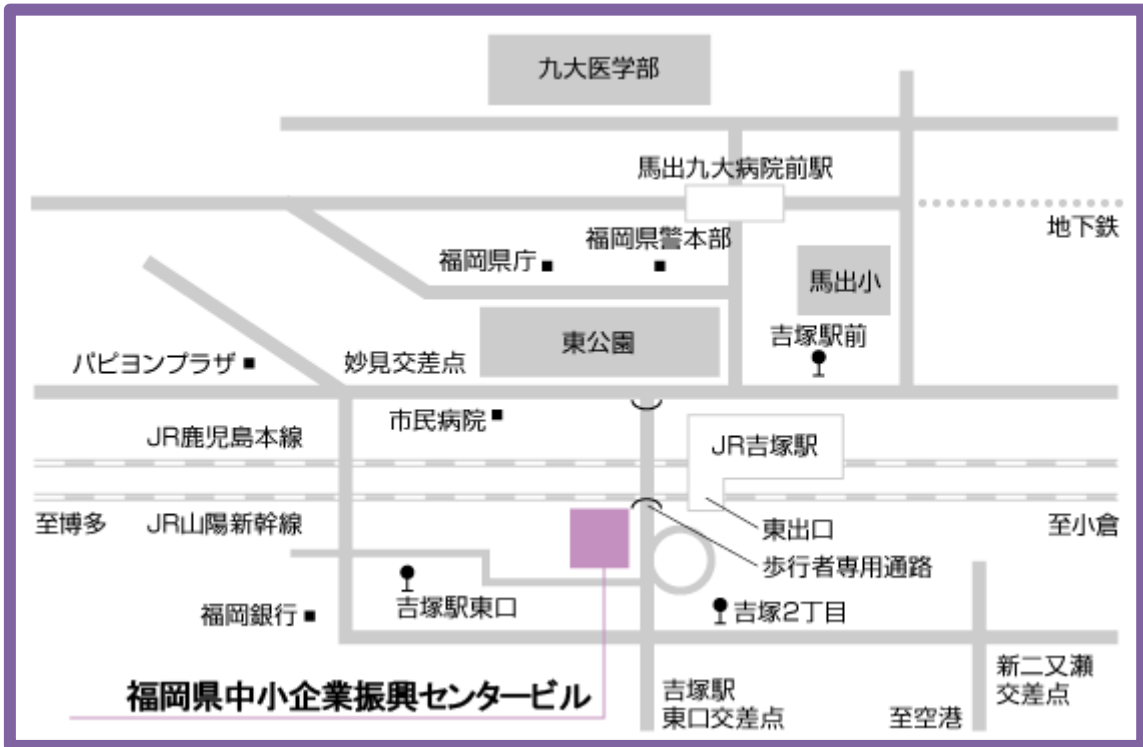 九大医学部
馬出九大病院前駅
地下鉄
福岡県警本部
福岡県庁
馬出小
吉塚駅前
東公園
パピヨンプラザ
妙見交差点
市民病院
JR鹿児島本線
JR吉塚駅
至博多
JR山陽新幹線
東出口
至小倉
歩行者専用通路
吉塚駅東口
福岡銀行
吉塚2丁目
福岡県中小企業振興センタービル
吉塚駅
東口交差点
新二又瀬
交差点
至空港